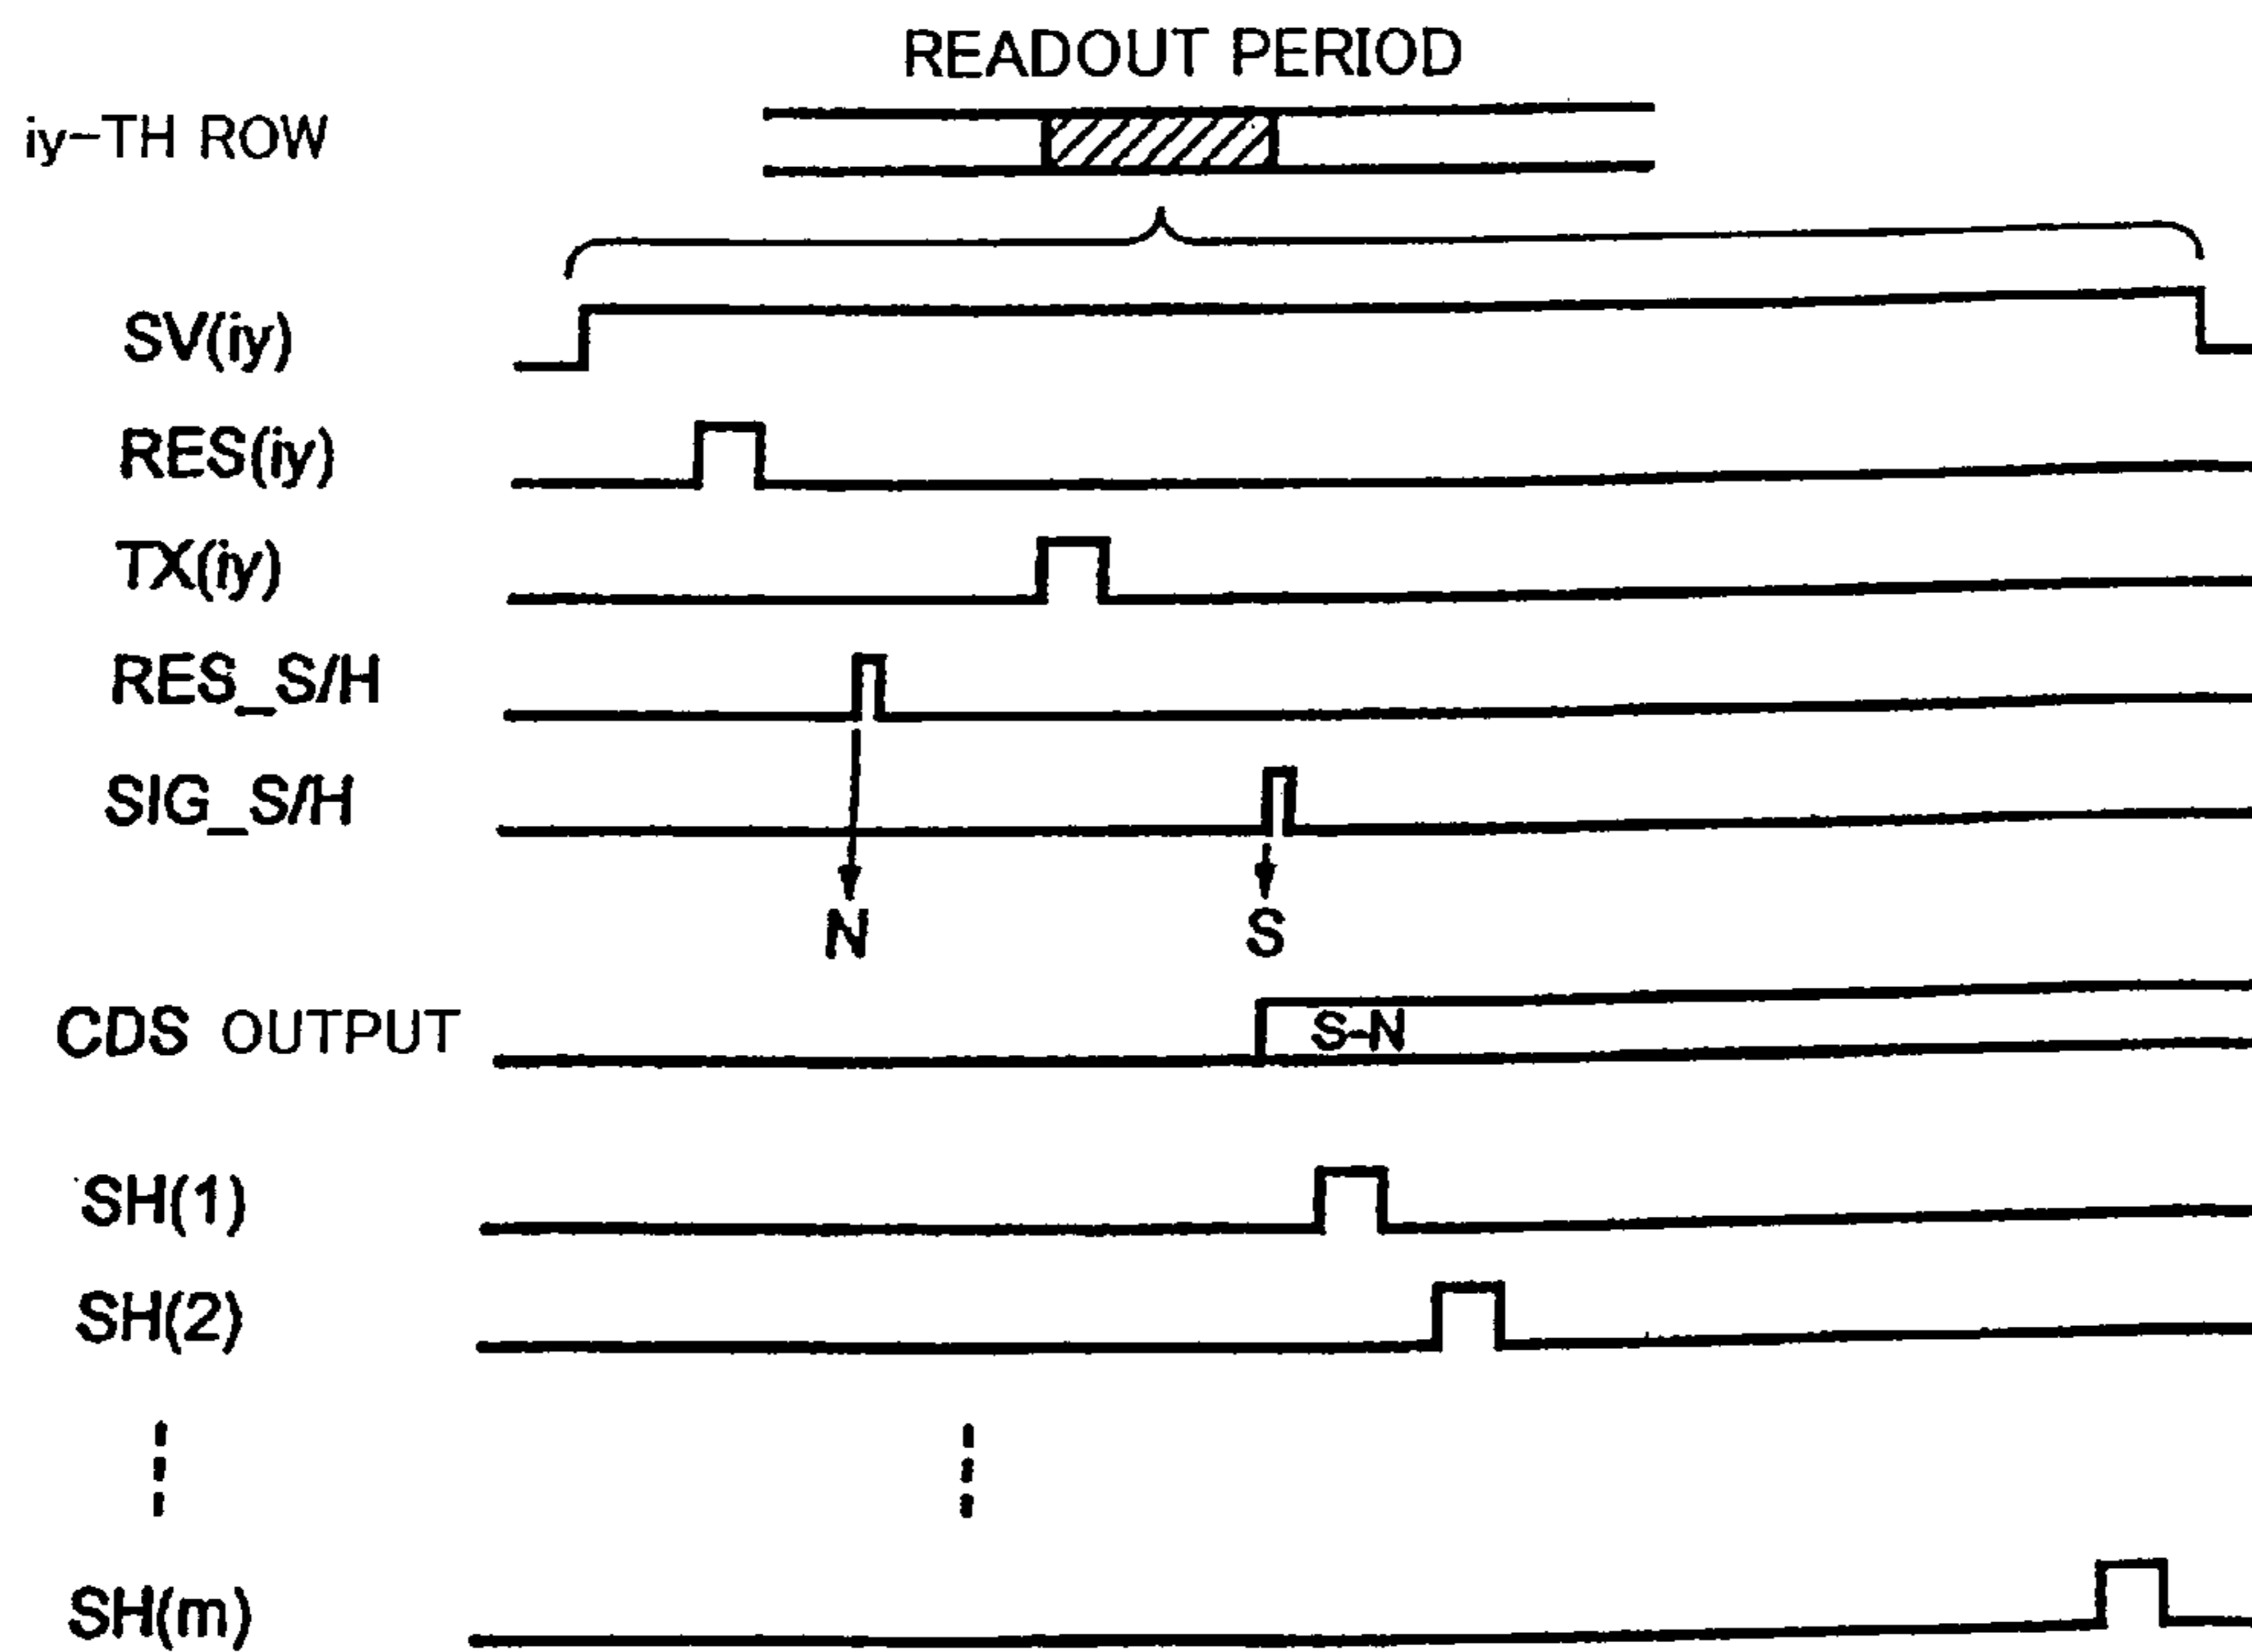 READOUT PERIOD
iy-TH ROW
SV(iy)
RES(iy)
TX(iy)
RES_S/H
SIG_S/H
N S
CDS OUTPUT S-N
SH(1)
SH(2)
SH(m)